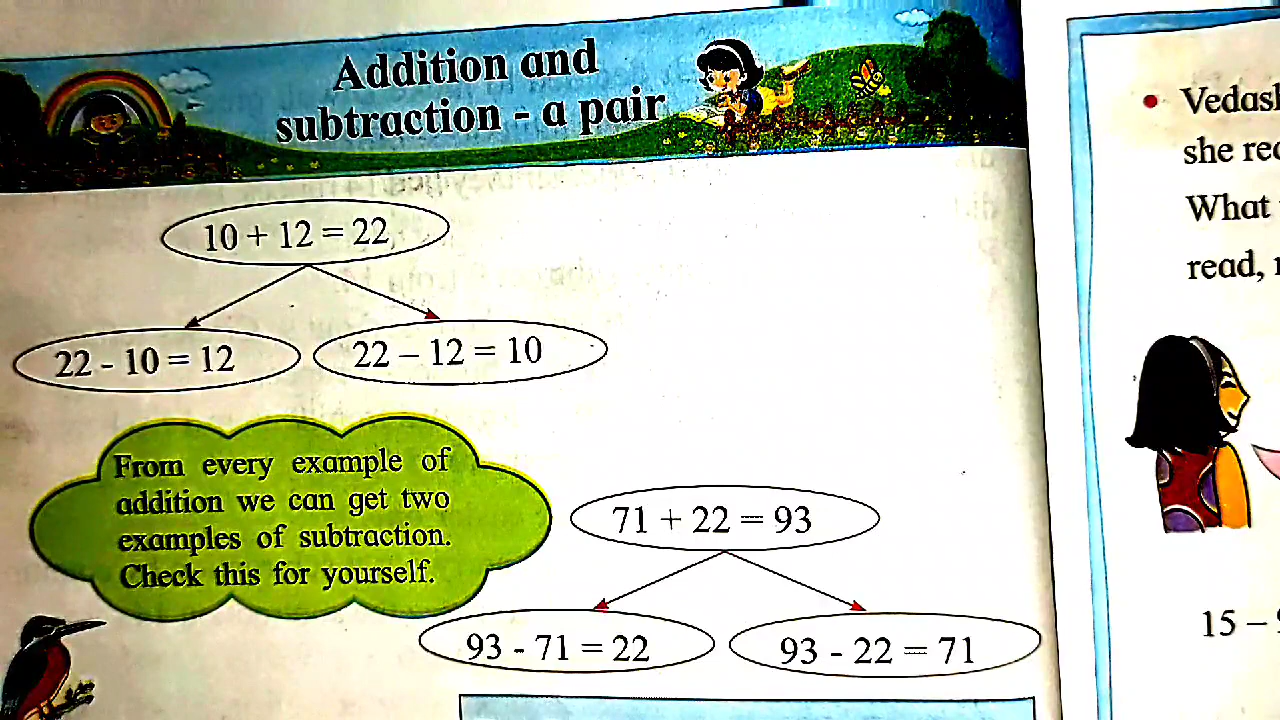 Addition and
subtraction - a pair
10 + 12 = 22
22 - 10 = 12
22 – 12 = 10
From every example of
addition we can get two
examples of subtraction.
Check this for yourself.
71 + 22 = 93
93 - 71 = 22
93 - 22 = 71
she
What
read,
15 –